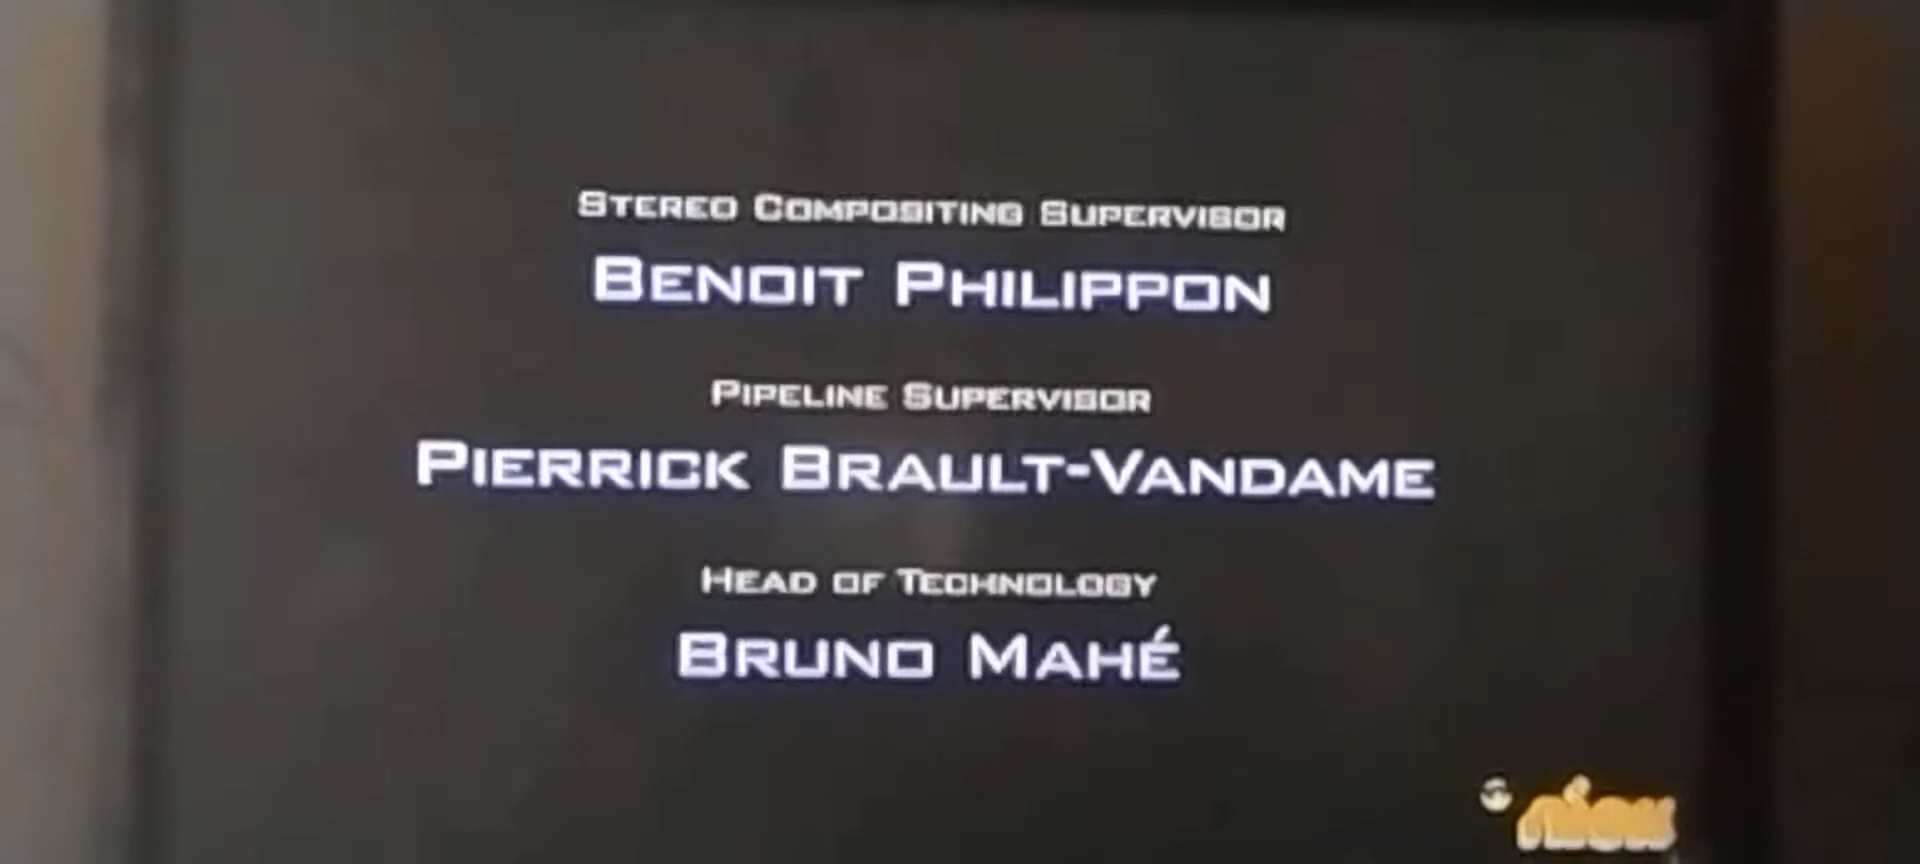 STEREO COMPOSITING SUPERVISOR
BENOIT PHILIPPON
PIPELINE SUPERVISOR
PIERRICK BRAULT-VANDAME
HEAD OF TECHNOLOGY
BRUNO MAHÉ